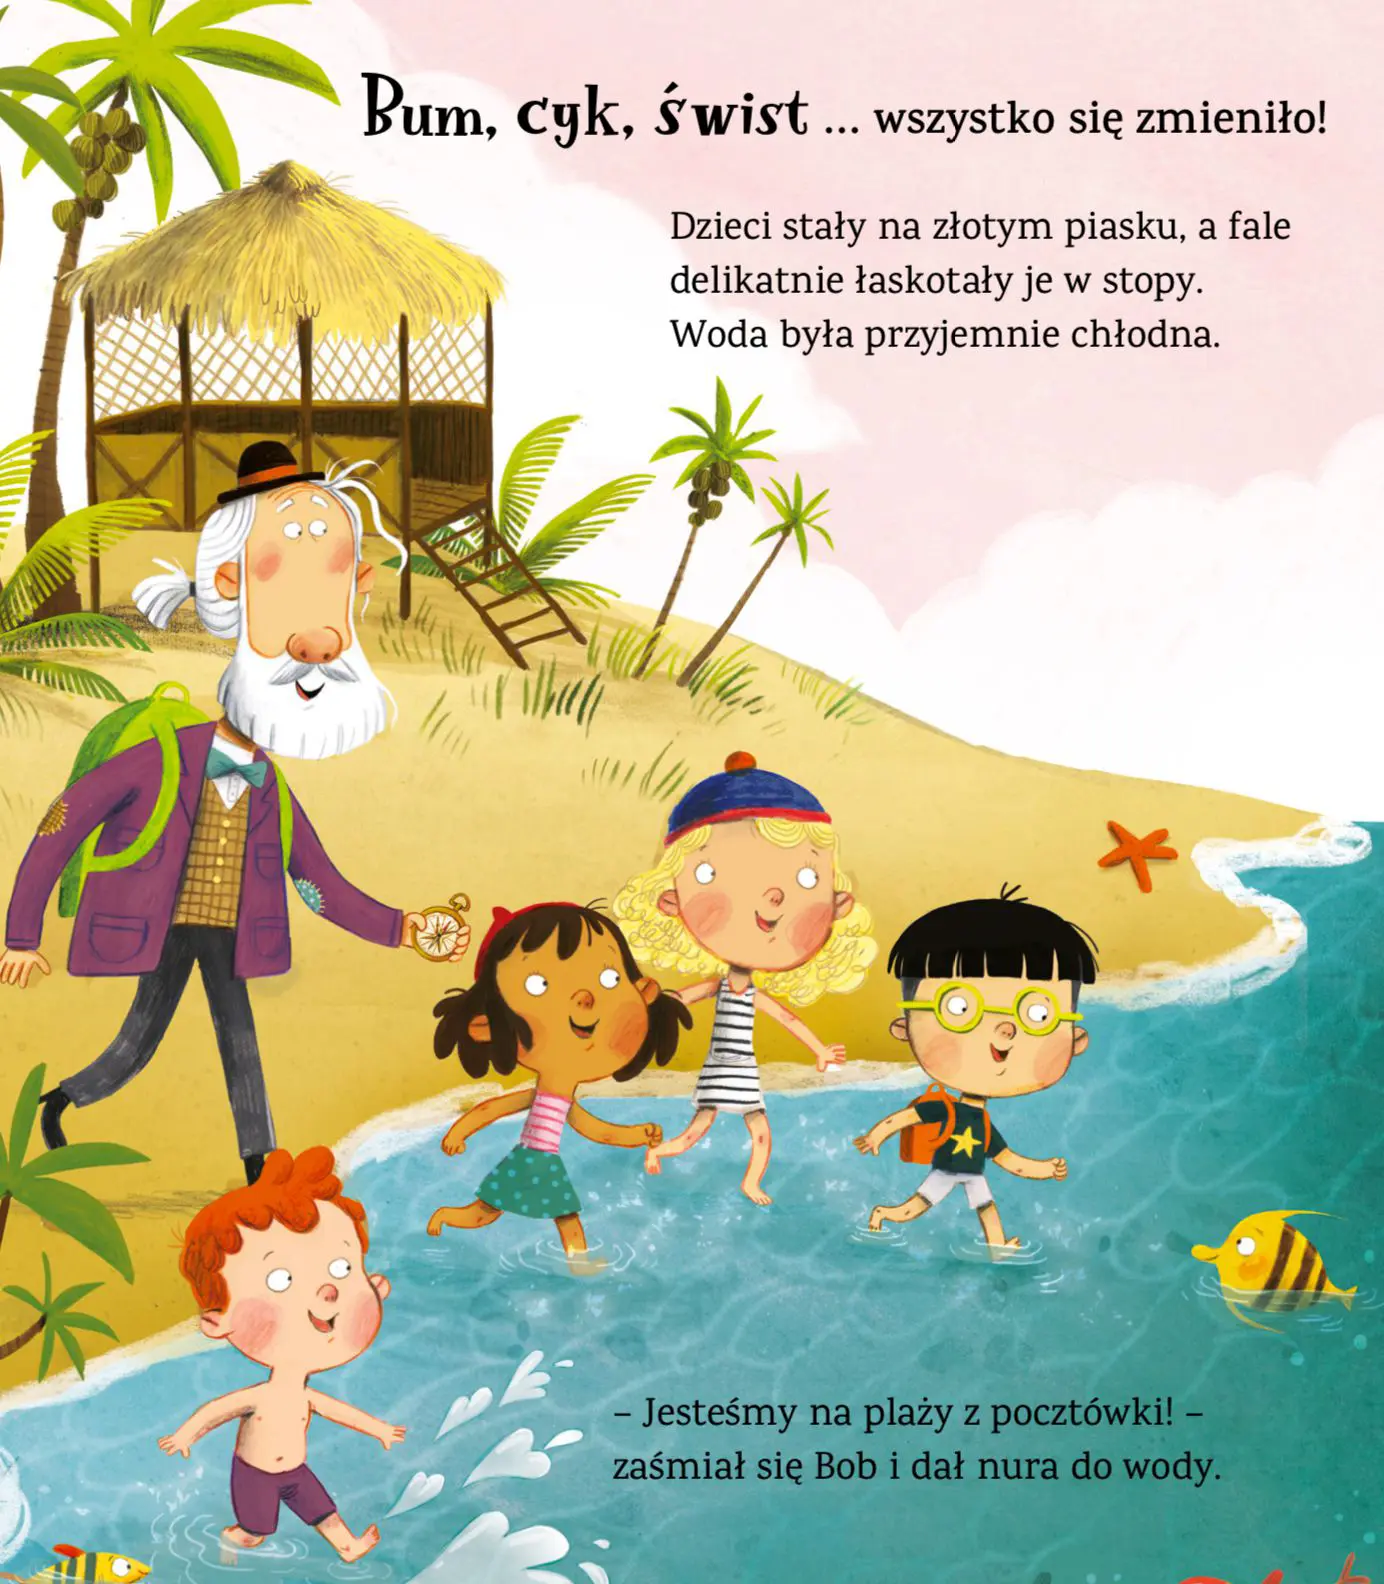 Bum, cyk, świst ... wszystko się zmieniło!
Dzieci stały na złotym piasku, a fale
delikatnie łaskotały je w stopy.
Woda była przyjemnie chłodna.
– Jesteśmy na plaży z pocztówki! –
zaśmiał się Bob i dał nura do wody.